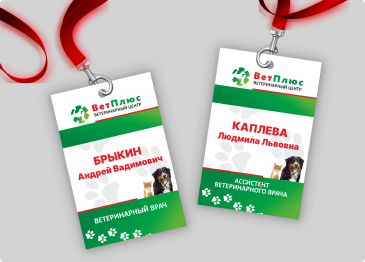 ВетПлюс
ВЕТЕРИНАРНЫЙ ЦЕНТР
БРЫКИН
Андрей Вадимович
ВЕТЕРИНАРНЫЙ ВРАЧ
ВетПлюс
ВЕТЕРИНАРНЫЙ ЦЕНТР
КАПЛЕВА
Людмила Львовна
АССИСТЕНТ
ВЕТЕРИНАРНОГО ВРАЧА